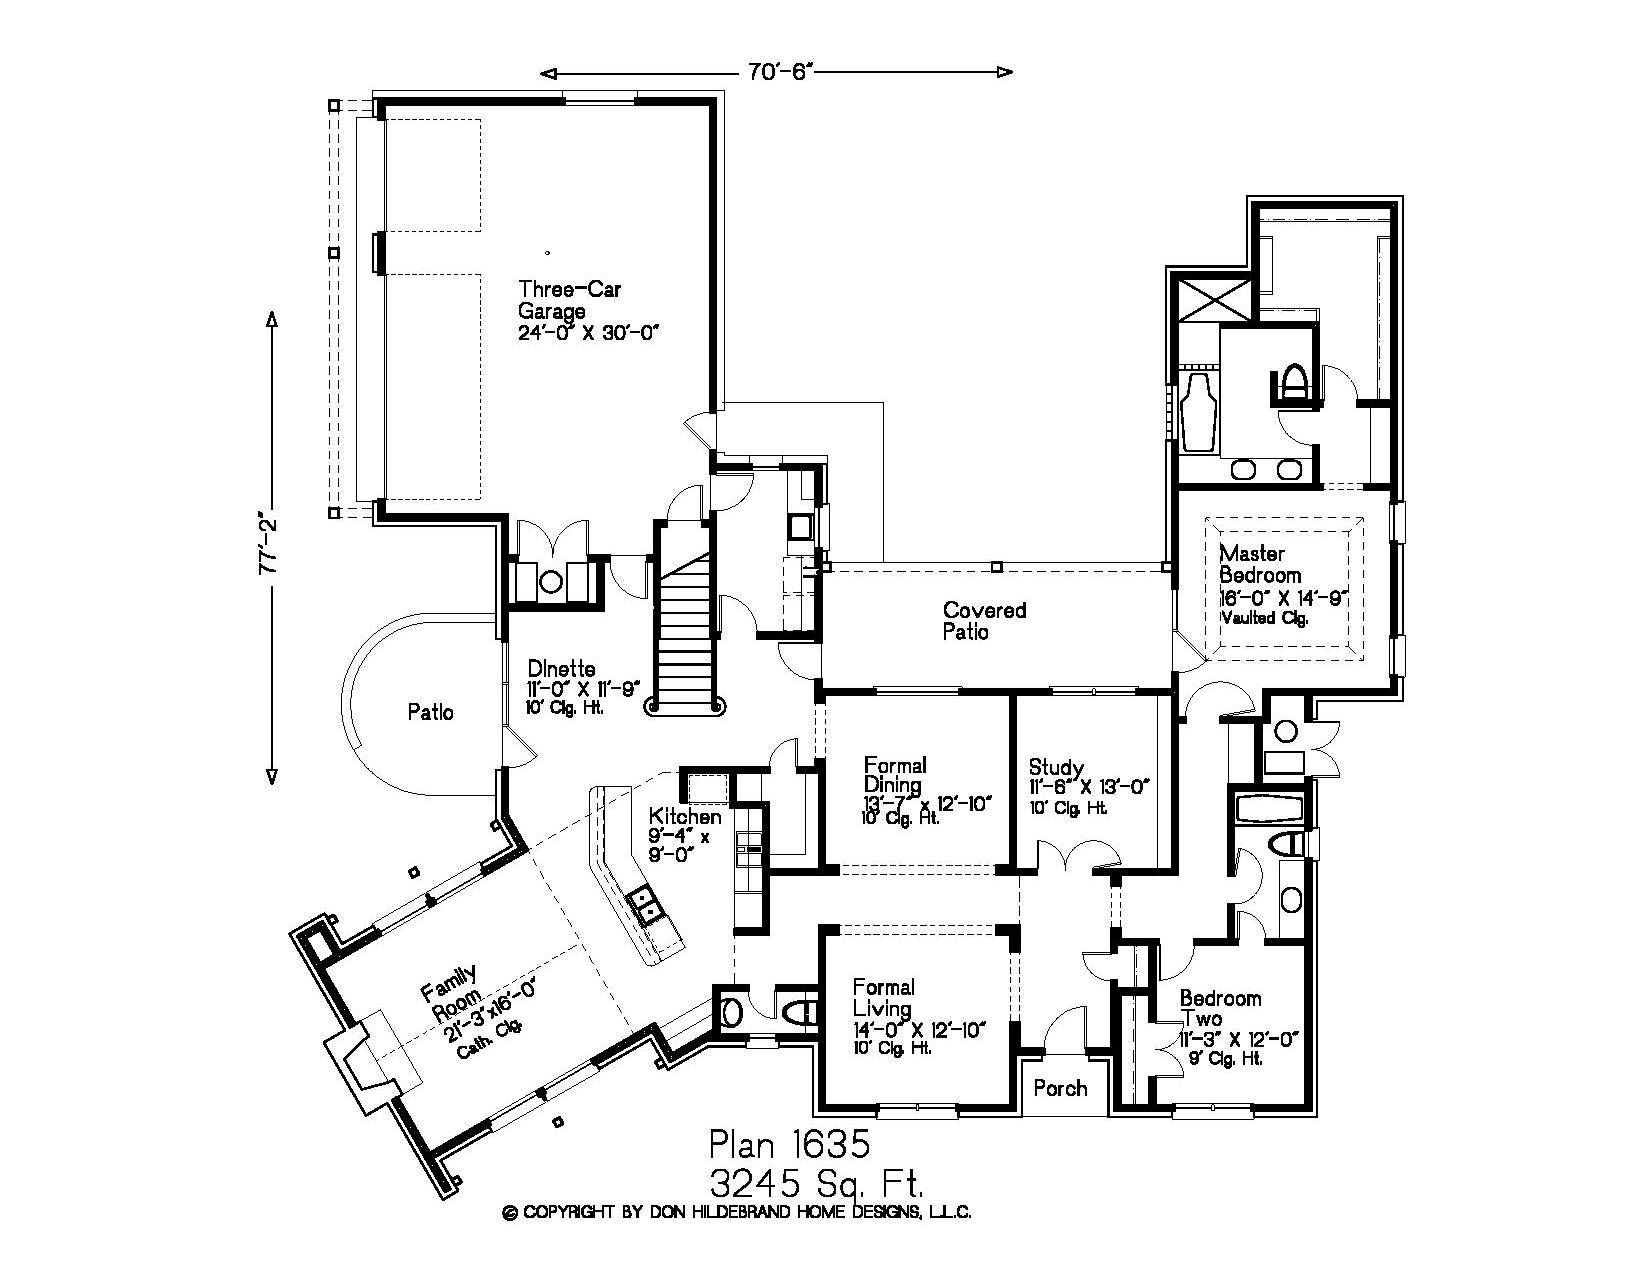 70'-6"
77'-2"
Three-Car
Garage
24'-0" X 30'-0"
Master
Bedroom
16'-0" X 14'-9"
Vaulted Clg.
Covered
Patio
Dinette
11'-0" X 11'-9"
10' Clg. Ht.
Patio
Formal
Dining
13'-7" x 12'-10"
10' Clg. Ht.
Study
11'-6" X 13'-0"
10' Clg. Ht.
Kitchen
9'-4" x
9'-0"
Family
Room
21'-3"x16'-0"
Cath. Clg.
Formal
Living
14'-0" X 12'-10"
10' Clg. Ht.
Bedroom
Two
11'-3" X 12'-0"
9' Clg. Ht.
Porch
Plan 1635
3245 Sq. Ft.
© COPYRIGHT BY DON HILDEBRAND HOME DESIGNS, L.L.C.